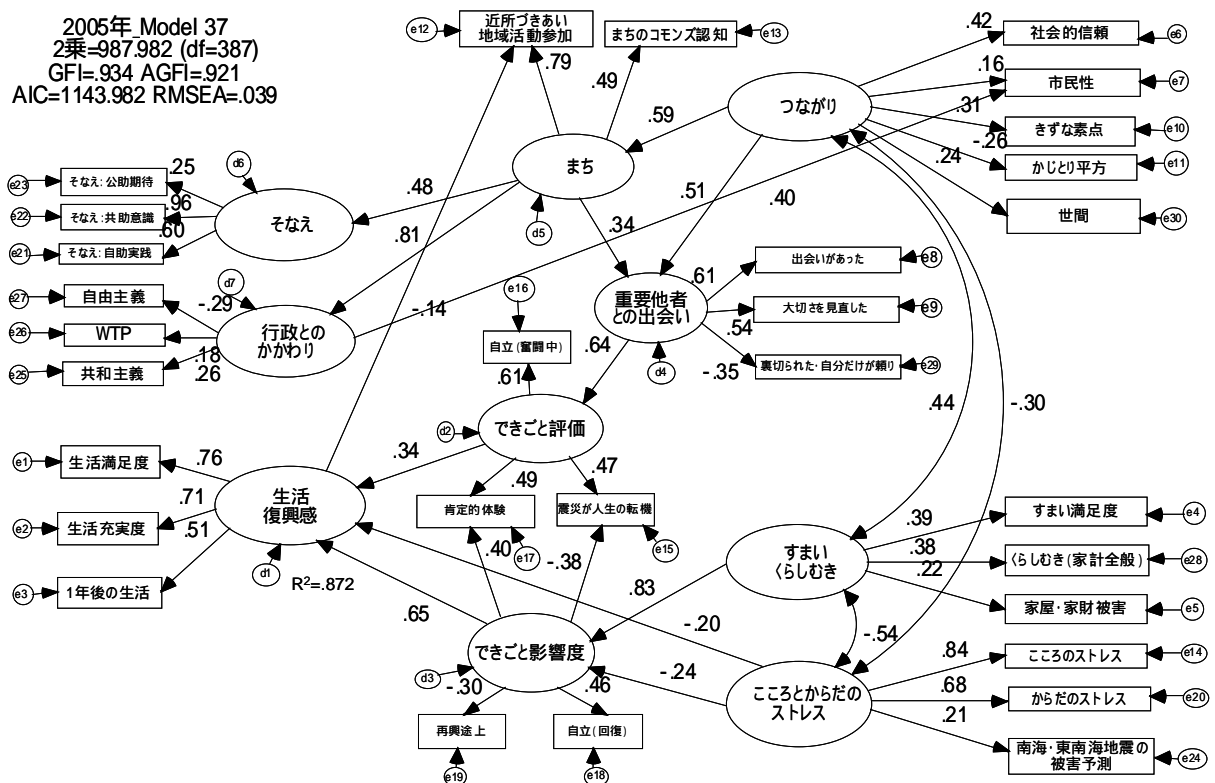 2005年_Model 37
2乗=987.982 (df=387)
GFI=.934 AGFI=.921
AIC=1143.982 RMSEA=.039
e12
近所づきあい
地域活動参加
まちのコモンズ認知
e13
.79
.49
.42
社会的信頼
e6
.16
市民性
e7
.31
きずな素点
e10
-.26
かじとり平方
e11
.24
世間
e30
つながり
.59
まち
d5
.51
.40
.34
.48
.81
-.14
e23
そなえ:公助期待
.25
e22
そなえ:共助意識
.96
e21
そなえ:自助実践
.60
d6
そなえ
e27
自由主義
-.29
e26
WTP
.18
e25
共和主義
.26
d7
行政との
かかわり
重要他者
との出会い
d4
.61
出会いがあった
e8
.54
大切さを見直した
e9
-.35
裏切られた・自分だけが頼り
e29
.64
e16
自立(奮闘中)
.61
d2
できごと評価
.34
.49
.47
肯定的体験
e17
震災が人生の転機
e15
.40
-.38
e1
生活満足度
.76
e2
生活充実度
.71
e3
1年後の生活
.51
生活
復興感
d1
R²=.872
.65
.44
-.30
すまい
くらしむき
.39
すまい満足度
e4
.38
くらしむき(家計全般)
e28
.22
家屋・家財被害
e5
.83
-.20
-.54
できごと影響度
d3
-.24
-.30
.46
再興途上
e19
自立(回復)
e18
こころとからだの
ストレス
.84
こころのストレス
e14
.68
からだのストレス
e20
.21
南海・東南海地震の
被害予測
e24